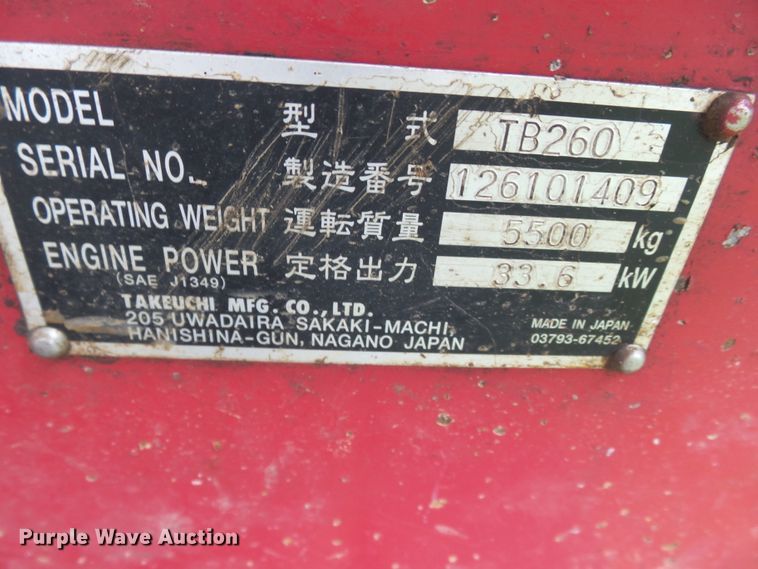 MODEL 型 式 TB260
SERIAL NO. 製造番号 126101409
OPERATING WEIGHT 運転質量 5500 kg
ENGINE POWER 定格出力 33.6 kW
(SAE J1349)
TAKEUCHI MFG. CO., LTD.
205 UWADAIRA SAKAKI-MACHI,
HANISHINA-GUN, NAGANO JAPAN
MADE IN JAPAN
03793-67452
Purple Wave Auction